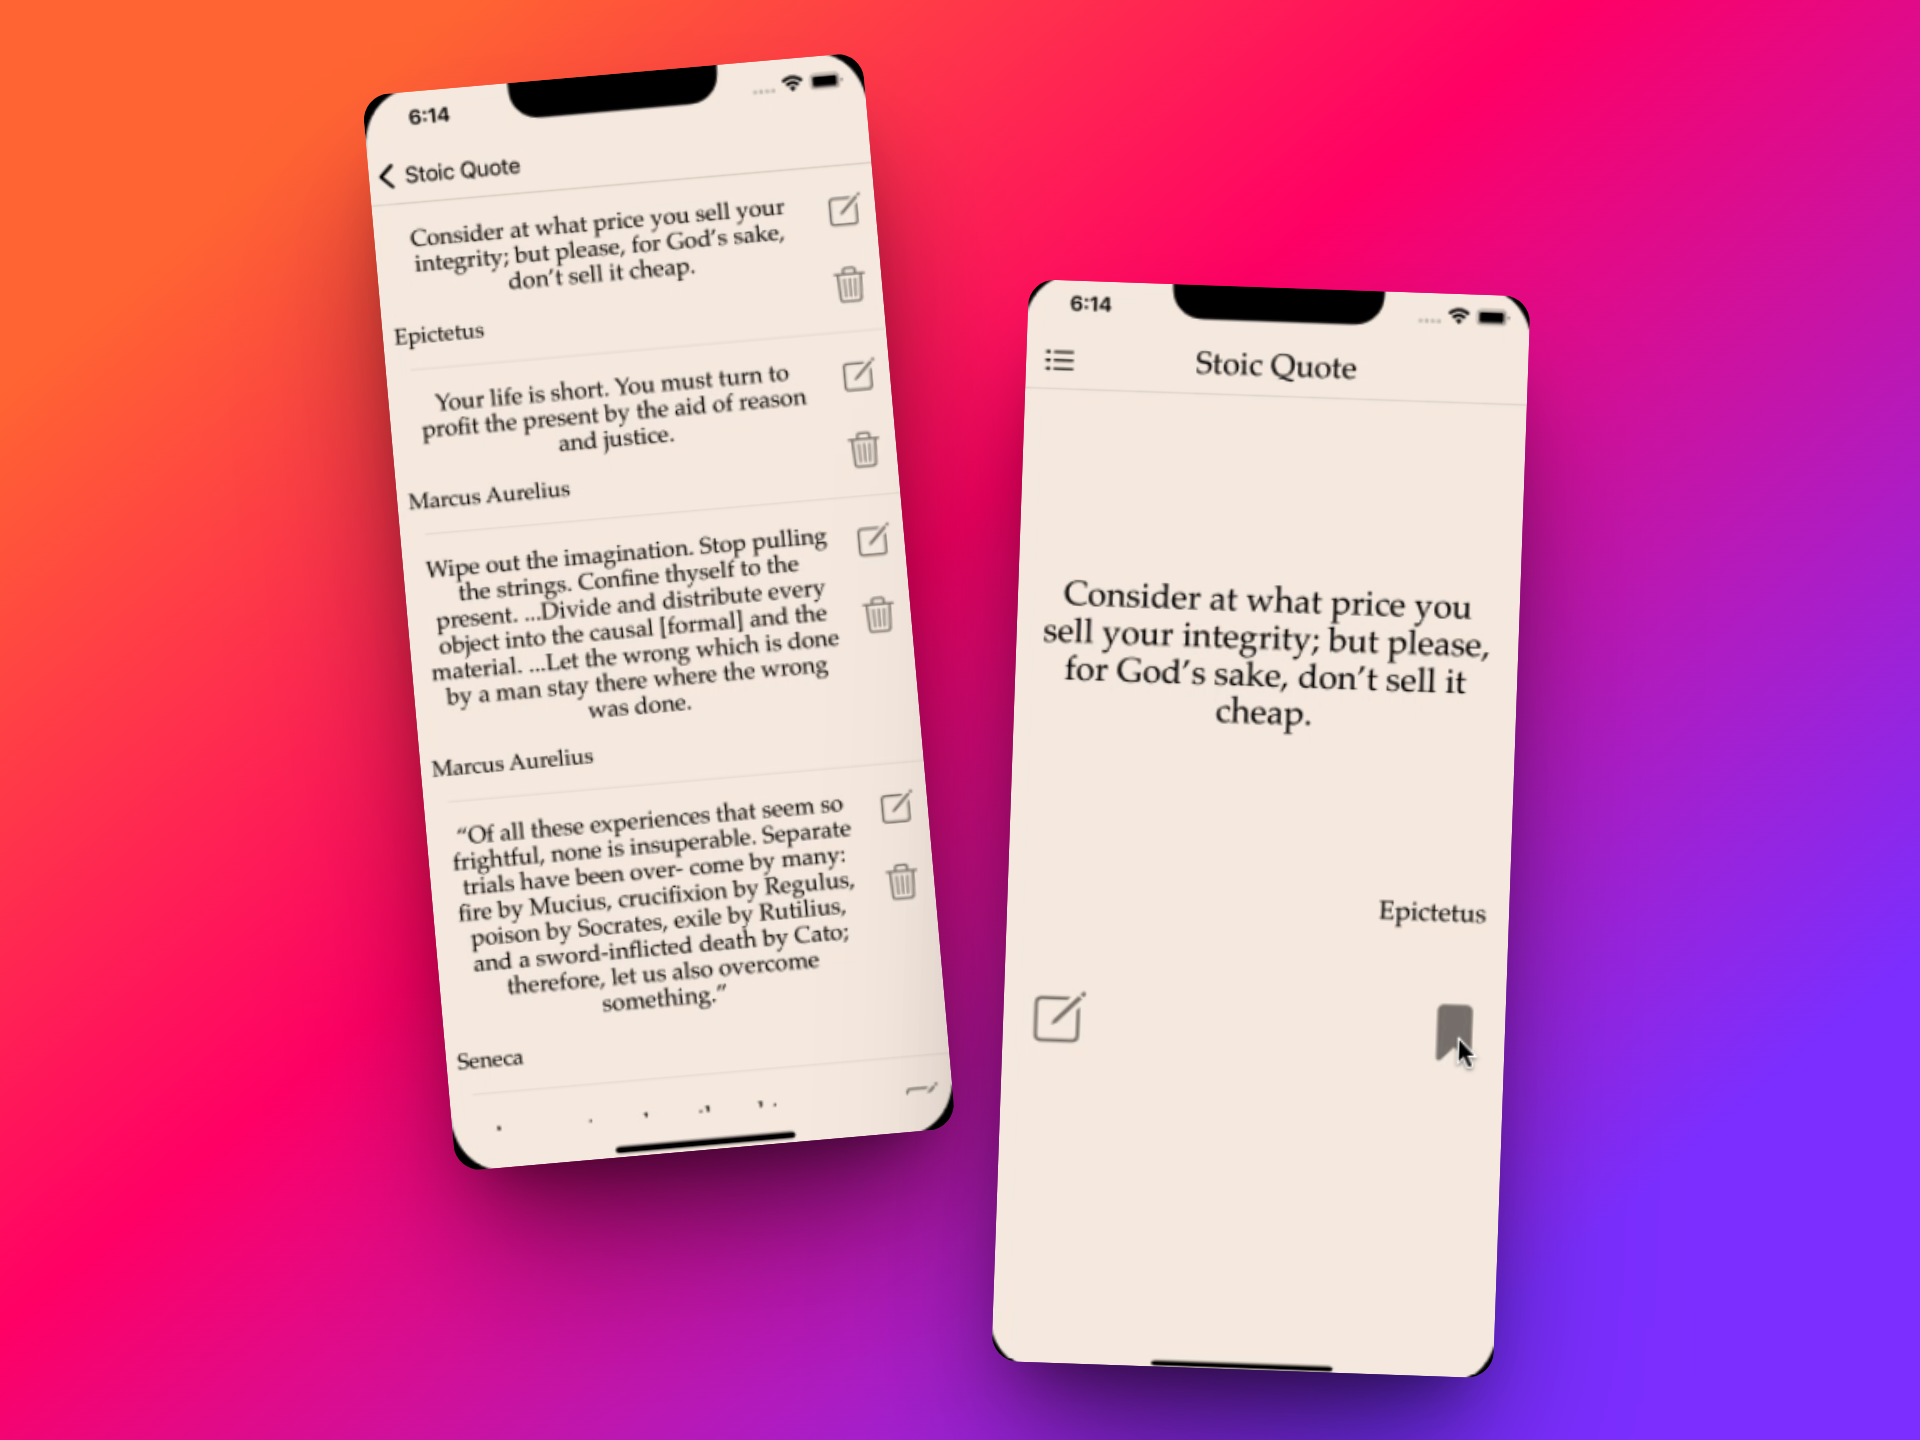 6:14
Stoic Quote
Consider at what price you sell your
integrity; but please, for God's sake,
don't sell it cheap.
Epictetus
Your life is short. You must turn to
profit the present by the aid of reason
and justice.
Marcus Aurelius
Wipe out the imagination. Stop pulling
the strings. Confine thyself to the
present. ...Divide and distribute every
object into the causal [formal] and the
material. ...Let the wrong which is done
by a man stay there where the wrong
was done.
Marcus Aurelius
“Of all these experiences that seem so
frightful, none is insuperable. Separate
trials have been over- come by many:
fire by Mucius, crucifixion by Regulus,
poison by Socrates, exile by Rutilius,
and a sword-inflicted death by Cato;
therefore, let us also overcome
something.”
Seneca
6:14
Stoic Quote
Consider at what price you
sell your integrity; but please,
for God's sake, don't sell it
cheap.
Epictetus